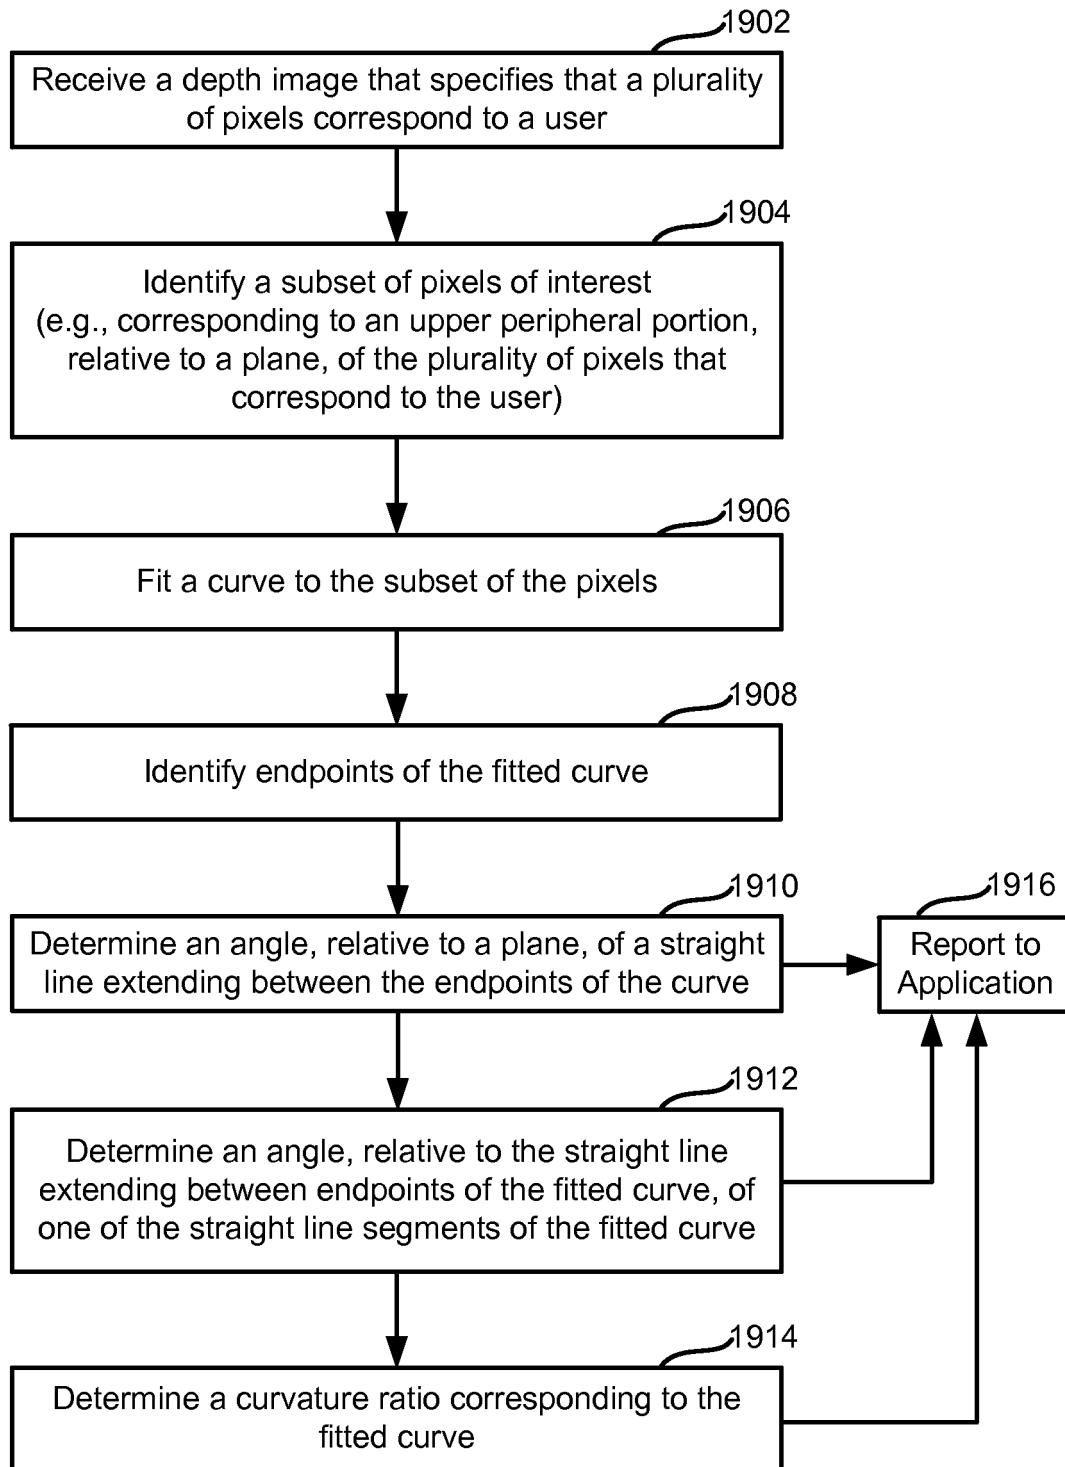 1902
Receive a depth image that specifies that a plurality
of pixels correspond to a user
1904
Identify a subset of pixels of interest
(e.g., corresponding to an upper peripheral portion,
relative to a plane, of the plurality of pixels that
correspond to the user)
1906
Fit a curve to the subset of the pixels
1908
Identify endpoints of the fitted curve
1910
Determine an angle, relative to a plane, of a straight
line extending between the endpoints of the curve
1916
Report to
Application
1912
Determine an angle, relative to the straight line
extending between endpoints of the fitted curve, of
one of the straight line segments of the fitted curve
1914
Determine a curvature ratio corresponding to the
fitted curve